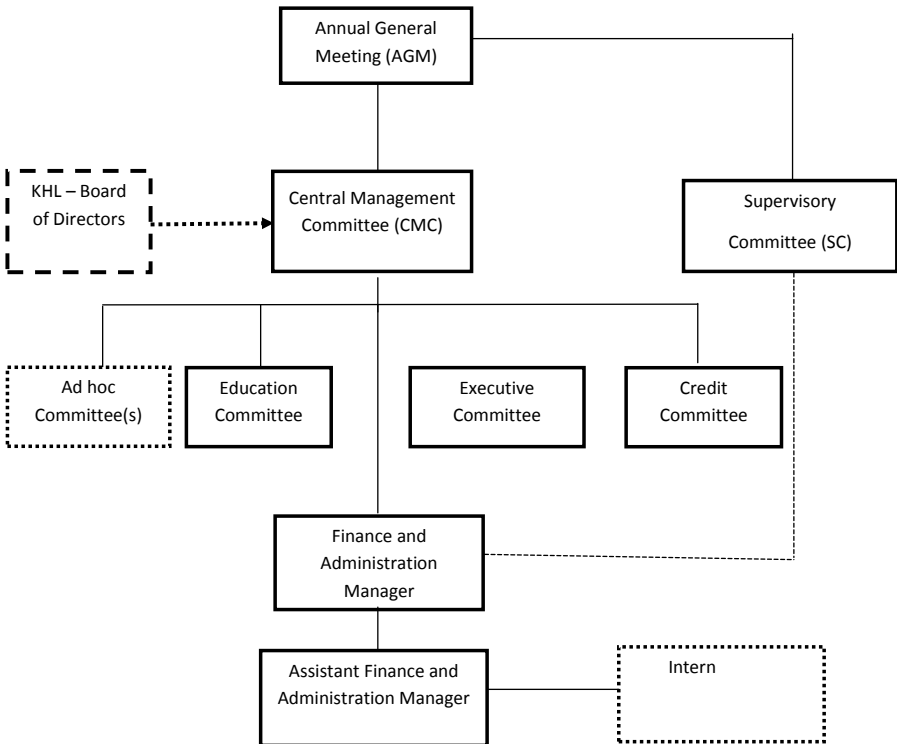 Annual General
Meeting (AGM)
KHL – Board
of Directors
Central Management
Committee (CMC)
Supervisory
Committee (SC)
Ad hoc
Committee(s)
Education
Committee
Executive
Committee
Credit
Committee
Finance and
Administration
Manager
Assistant Finance and
Administration Manager
Intern